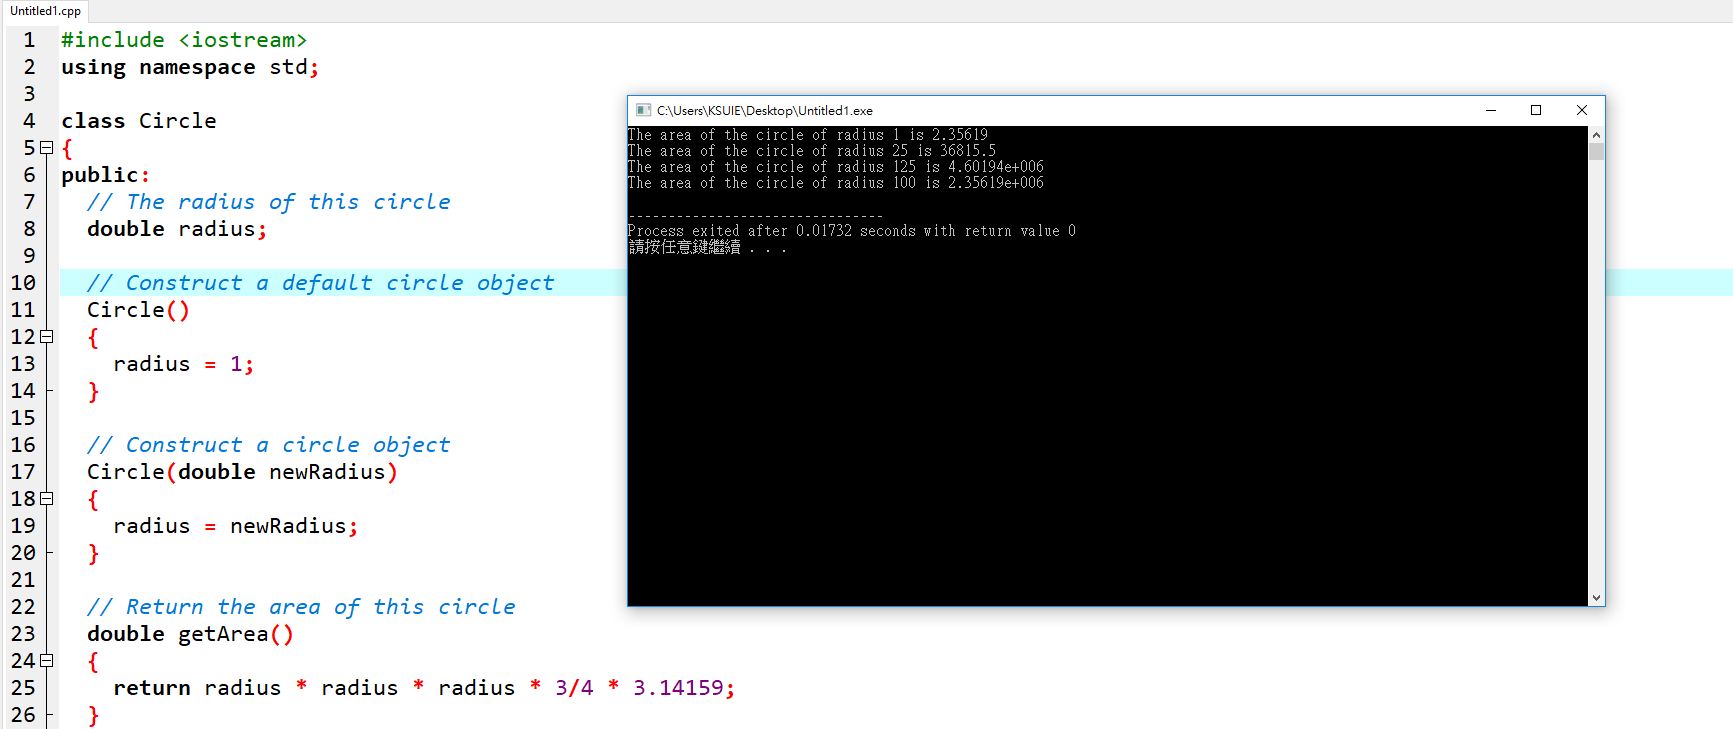 Untitled1.cpp
1 #include <iostream>
2 using namespace std;
3
4 class Circle
5 {
6 public:
7 // The radius of this circle
8 double radius;
9
10 // Construct a default circle object
11 Circle()
12 {
13 radius = 1;
14 }
15
16 // Construct a circle object
17 Circle(double newRadius)
18 {
19 radius = newRadius;
20 }
21
22 // Return the area of this circle
23 double getArea()
24 {
25 return radius * radius * radius * 3/4 * 3.14159;
26 }
C:\Users\KSUIE\Desktop\Untitled1.exe
The area of the circle of radius 1 is 2.35619
The area of the circle of radius 25 is 36815.5
The area of the circle of radius 125 is 4.60194e+006
The area of the circle of radius 100 is 2.35619e+006
--------------------------------
Process exited after 0.01732 seconds with return value 0
請按任意鍵繼續 . . .